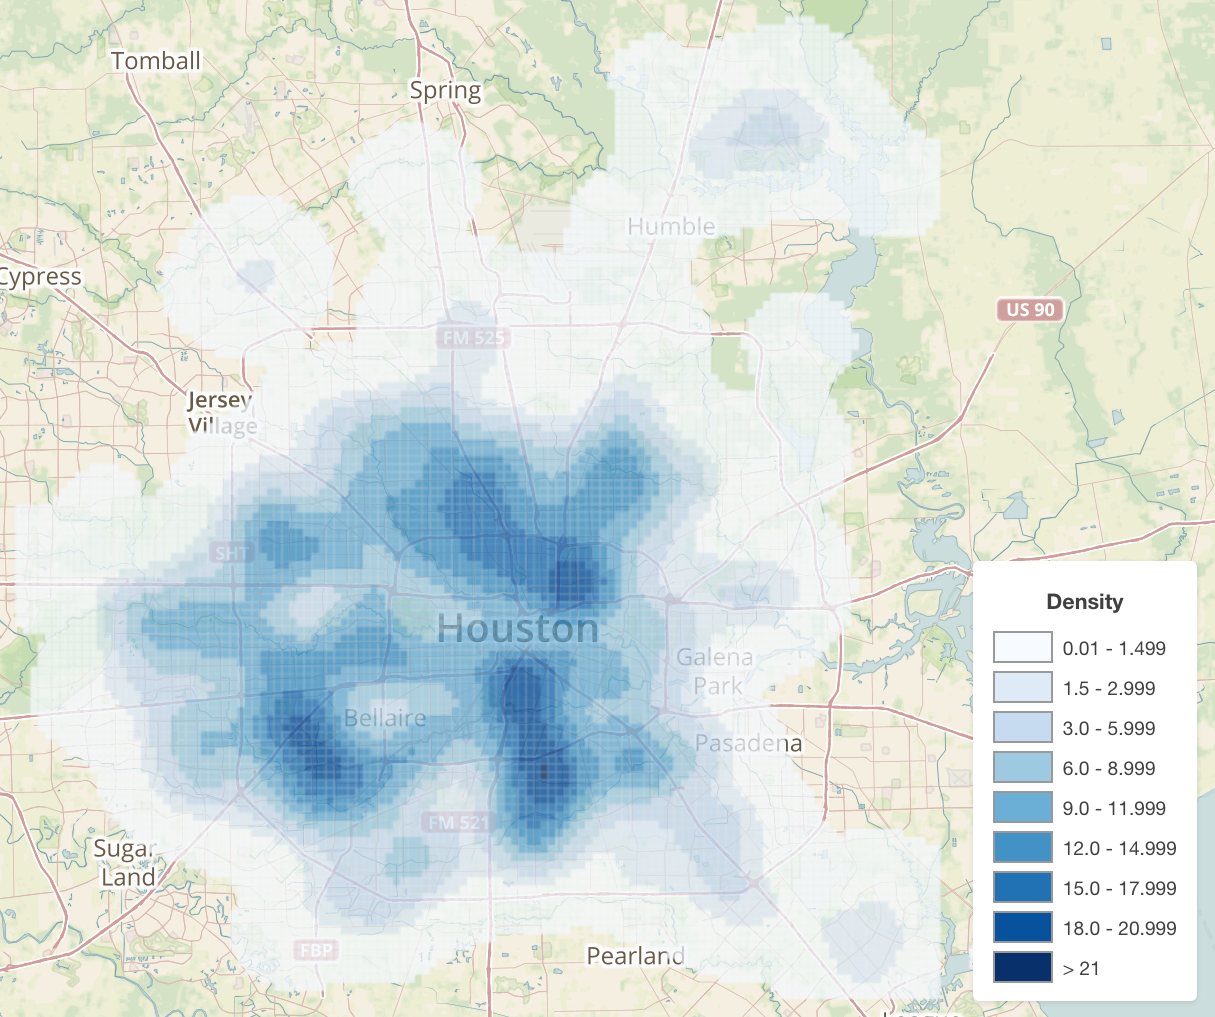 Tomball
Spring
Humble
Cypress
US 90
FM 525
Jersey
Village
SHT
Houston
Galena
Park
Bellaire
Pasadena
FM 521
Sugar
Land
FBP
Pearland
Density
0.01 - 1.499
1.5 - 2.999
3.0 - 5.999
6.0 - 8.999
9.0 - 11.999
12.0 - 14.999
15.0 - 17.999
18.0 - 20.999
> 21